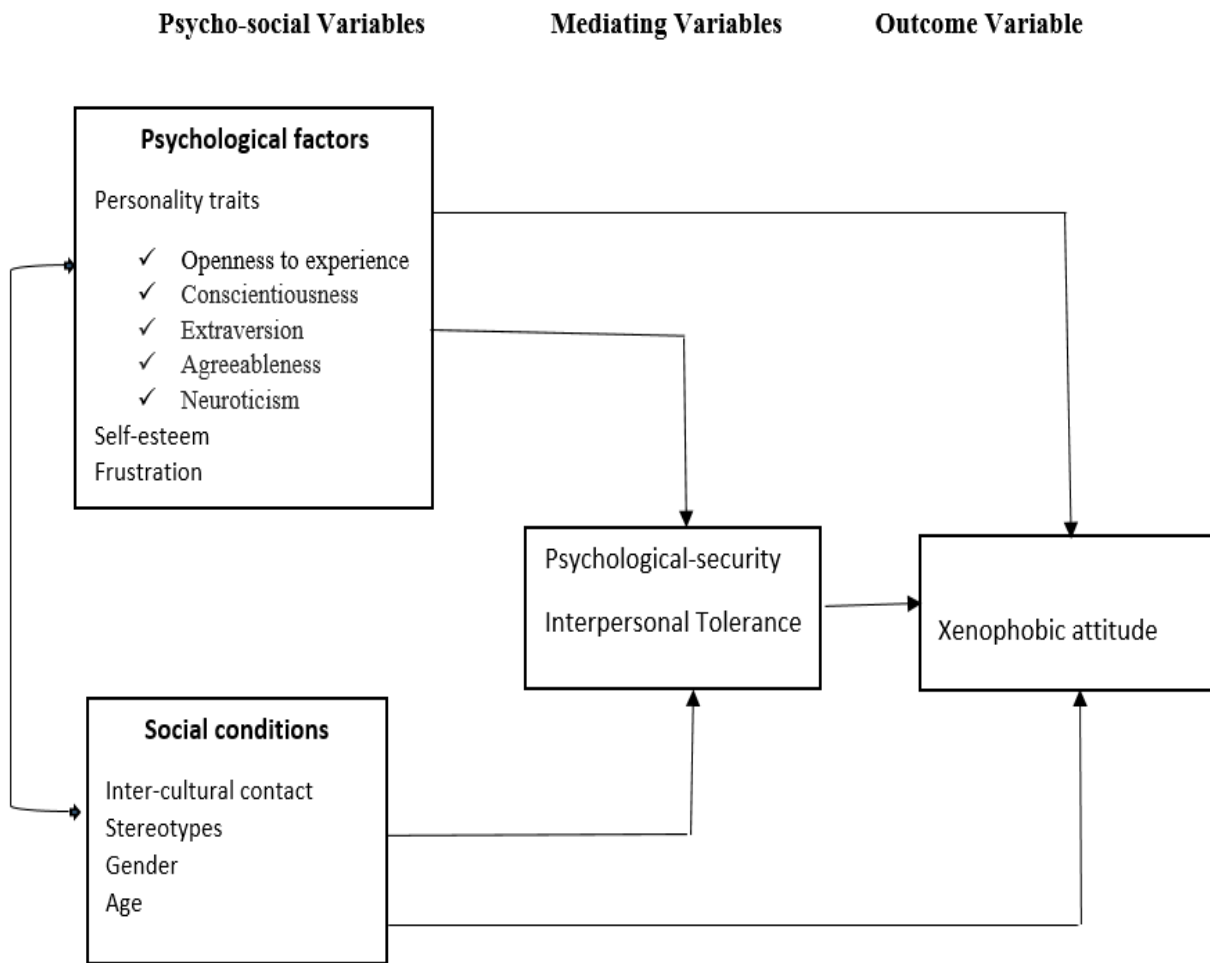 Psycho-social Variables
Mediating Variables
Outcome Variable
Psychological factors
Personality traits
✓ Openness to experience
✓ Conscientiousness
✓ Extraversion
✓ Agreeableness
✓ Neuroticism
Self-esteem
Frustration
Psychological-security
Interpersonal Tolerance
Xenophobic attitude
Social conditions
Inter-cultural contact
Stereotypes
Gender
Age